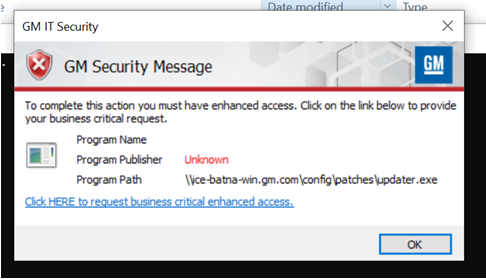 Date modified
Type
GM IT Security
GM Security Message
GM
To complete this action you must have enhanced access. Click on the link below to provide
your business critical request.
Program Name
Program Publisher Unknown
Program Path \\ice-batna-win.gm.com\config\patches\updater.exe
Click HERE to request business critical enhanced access.
OK